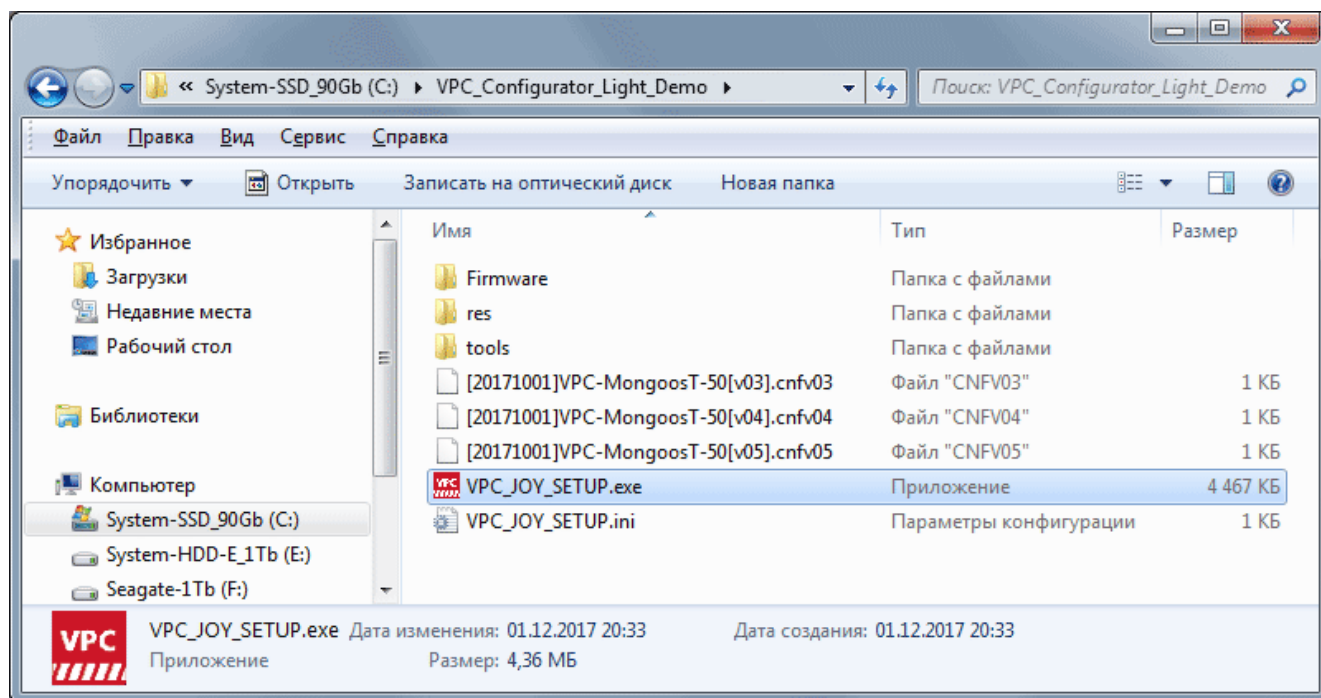 « System-SSD_90Gb (C:) VPC_Configurator_Light_Demo Поиск: VPC_Configurator_Light_Demo
Файл Правка Вид Сервис Справка
Упорядочить Открыть Записать на оптический диск Новая папка
Избранное
Загрузки
Недавние места
Рабочий стол
Библиотеки
Компьютер
System-SSD_90Gb (C:)
System-HDD-E_1Tb (E:)
Seagate-1Tb (F:)
Имя Тип Размер
Firmware Папка с файлами
res Папка с файлами
tools Папка с файлами
[20171001]VPC-MongoosT-50[v03].cnfv03 Файл "CNFV03" 1 КБ
[20171001]VPC-MongoosT-50[v04].cnfv04 Файл "CNFV04" 1 КБ
[20171001]VPC-MongoosT-50[v05].cnfv05 Файл "CNFV05" 1 КБ
VPC VPC_JOY_SETUP.exe Приложение 4 467 КБ
VPC_JOY_SETUP.ini Параметры конфигурации 1 КБ
VPC
VPC_JOY_SETUP.exe Дата изменения: 01.12.2017 20:33 Дата создания: 01.12.2017 20:33
Приложение Размер: 4,36 МБ